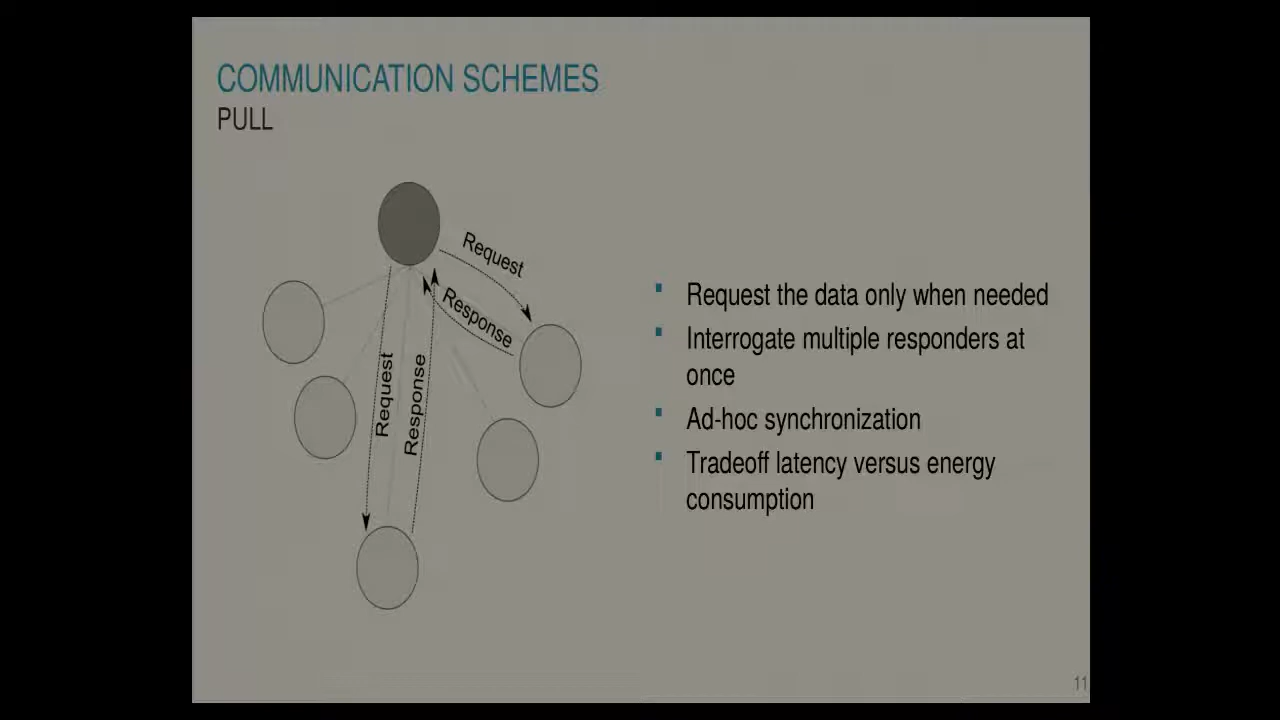 COMMUNICATION SCHEMES
PULL
Request
Response
Request
Response
Request the data only when needed
Interrogate multiple responders at
once
Ad-hoc synchronization
Tradeoff latency versus energy
consumption
11